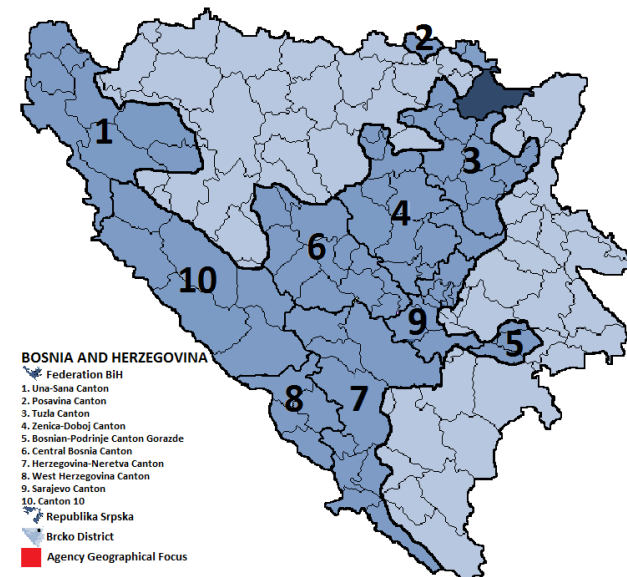 2
1
3
4
6
10
9
5
8
7
BOSNIA AND HERZEGOVINA
Federation BiH
1. Una-Sana Canton
2. Posavina Canton
3. Tuzla Canton
4. Zenica-Doboj Canton
5. Bosnian-Podrinje Canton Gorazde
6. Central Bosnia Canton
7. Herzegovina-Neretva Canton
8. West Herzegovina Canton
9. Sarajevo Canton
10. Canton 10
Republika Srpska
Brcko District
Agency Geographical Focus